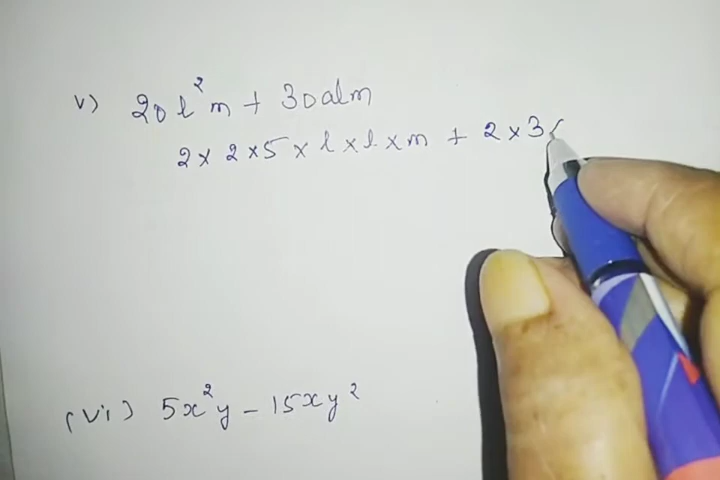 v) 20l²m + 30alm
2 × 2 × 5 × l × l × m + 2 × 3
(vi) 5x²y - 15xy²